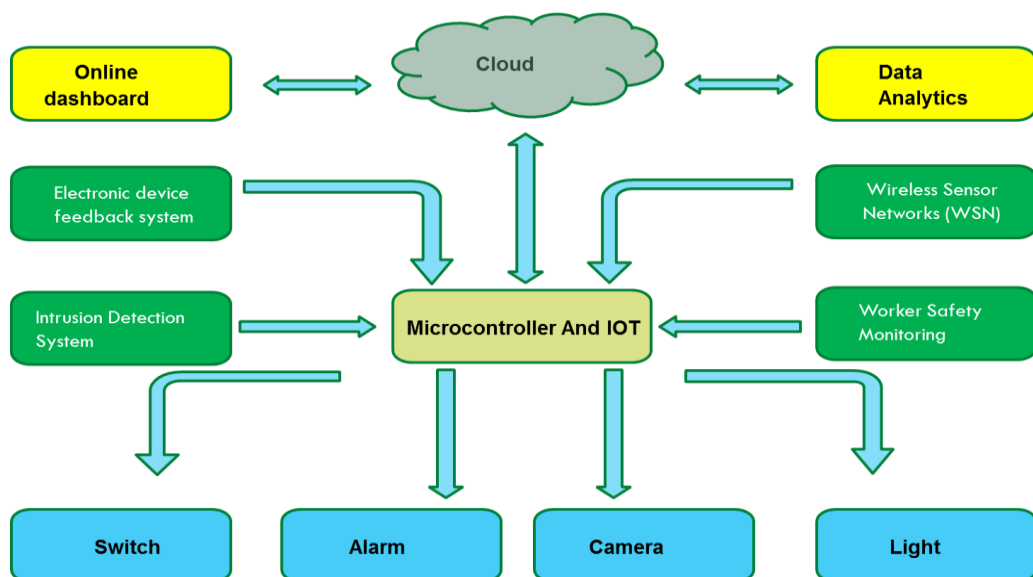 Online
dashboard
Cloud
Data
Analytics
Electronic device
feedback system
Wireless Sensor
Networks (WSN)
Intrusion Detection
System
Microcontroller And IOT
Worker Safety
Monitoring
Switch
Alarm
Camera
Light